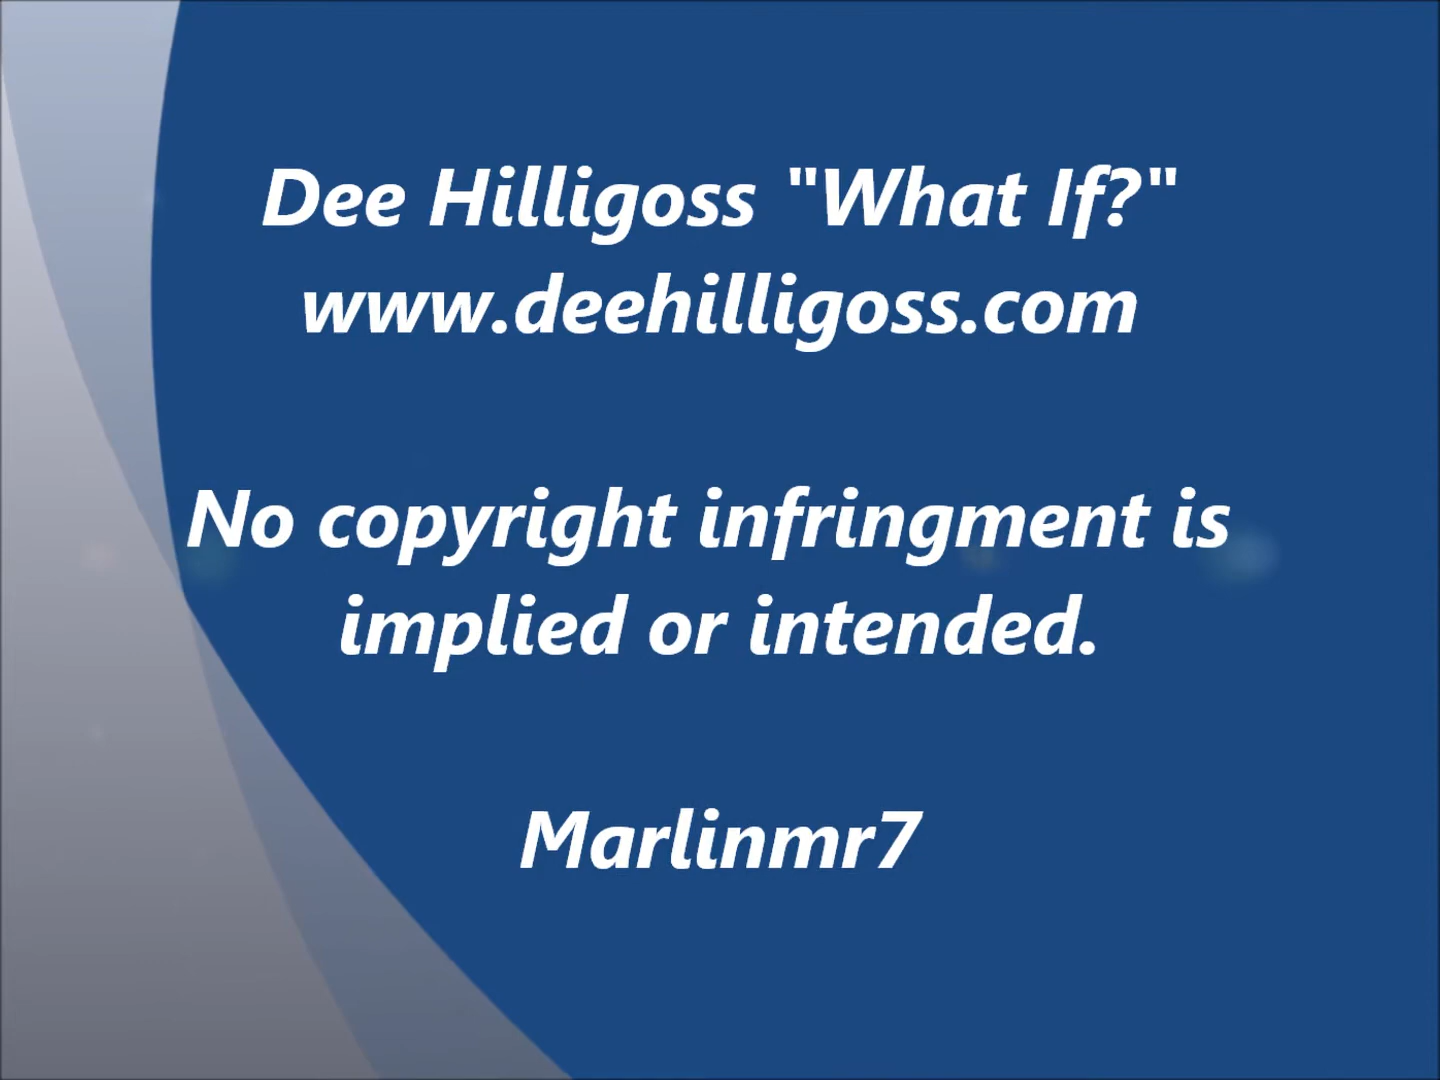 Dee Hilligoss "What If?"
www.deehilligoss.com
No copyright infringment is
implied or intended.
Marlinmr7